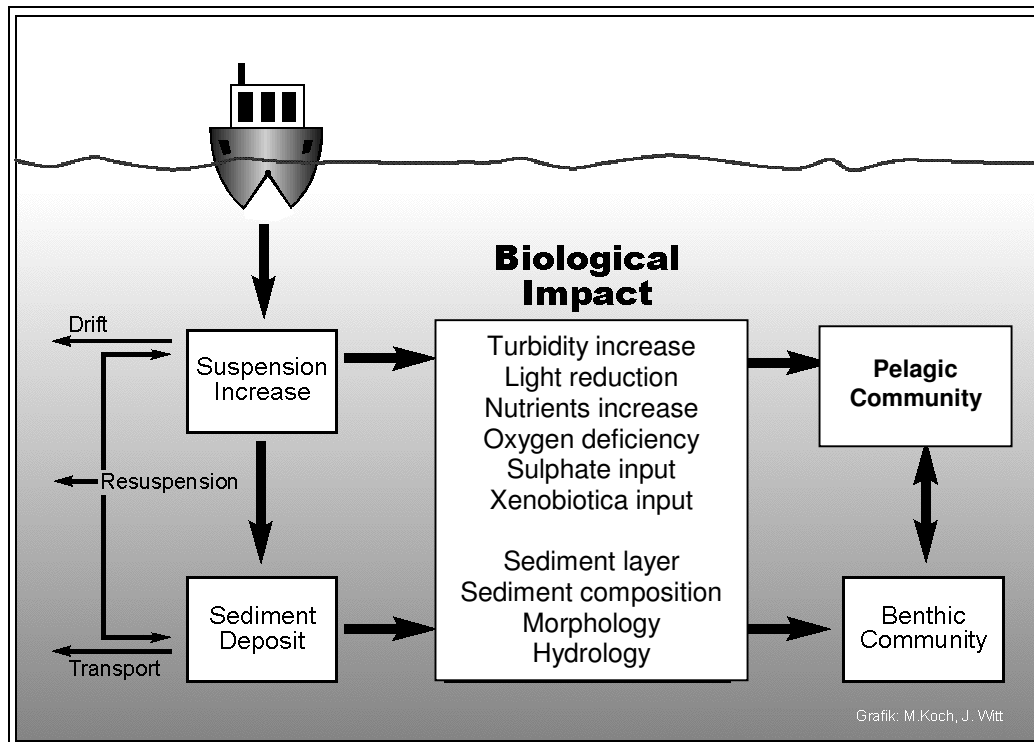 Biological
Impact
Drift
Suspension
Increase
Resuspension
Sediment
Deposit
Transport
Turbidity increase
Light reduction
Nutrients increase
Oxygen deficiency
Sulphate input
Xenobiotica input
Sediment layer
Sediment composition
Morphology
Hydrology
Pelagic
Community
Benthic
Community
Grafik: M.Koch, J. Witt